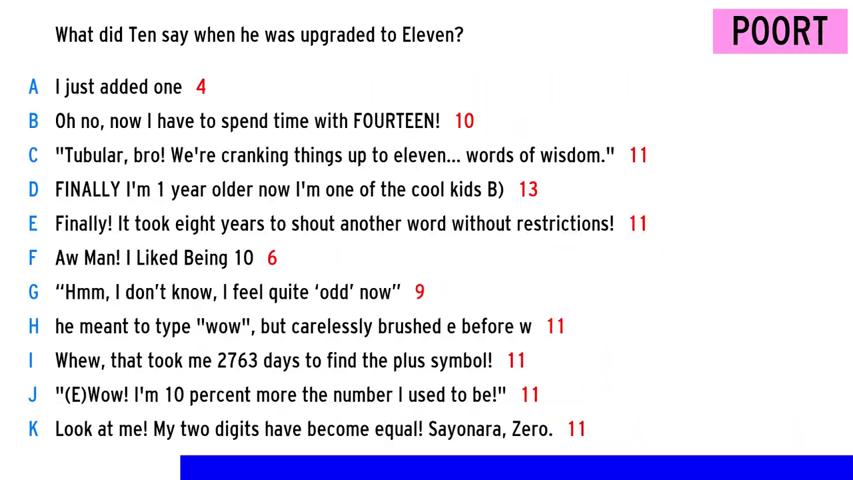 What did Ten say when he was upgraded to Eleven?
POORT
A I just added one 4
B Oh no, now I have to spend time with FOURTEEN! 10
C "Tubular, bro! We're cranking things up to eleven... words of wisdom." 11
D FINALLY I'm 1 year older now I'm one of the cool kids B) 13
E Finally! It took eight years to shout another word without restrictions! 11
F Aw Man! I Liked Being 10 6
G “Hmm, I don’t know, I feel quite ‘odd’ now” 9
H he meant to type "wow", but carelessly brushed e before w 11
I Whew, that took me 2763 days to find the plus symbol! 11
J "(E)Wow! I'm 10 percent more the number I used to be!" 11
K Look at me! My two digits have become equal! Sayonara, Zero. 11